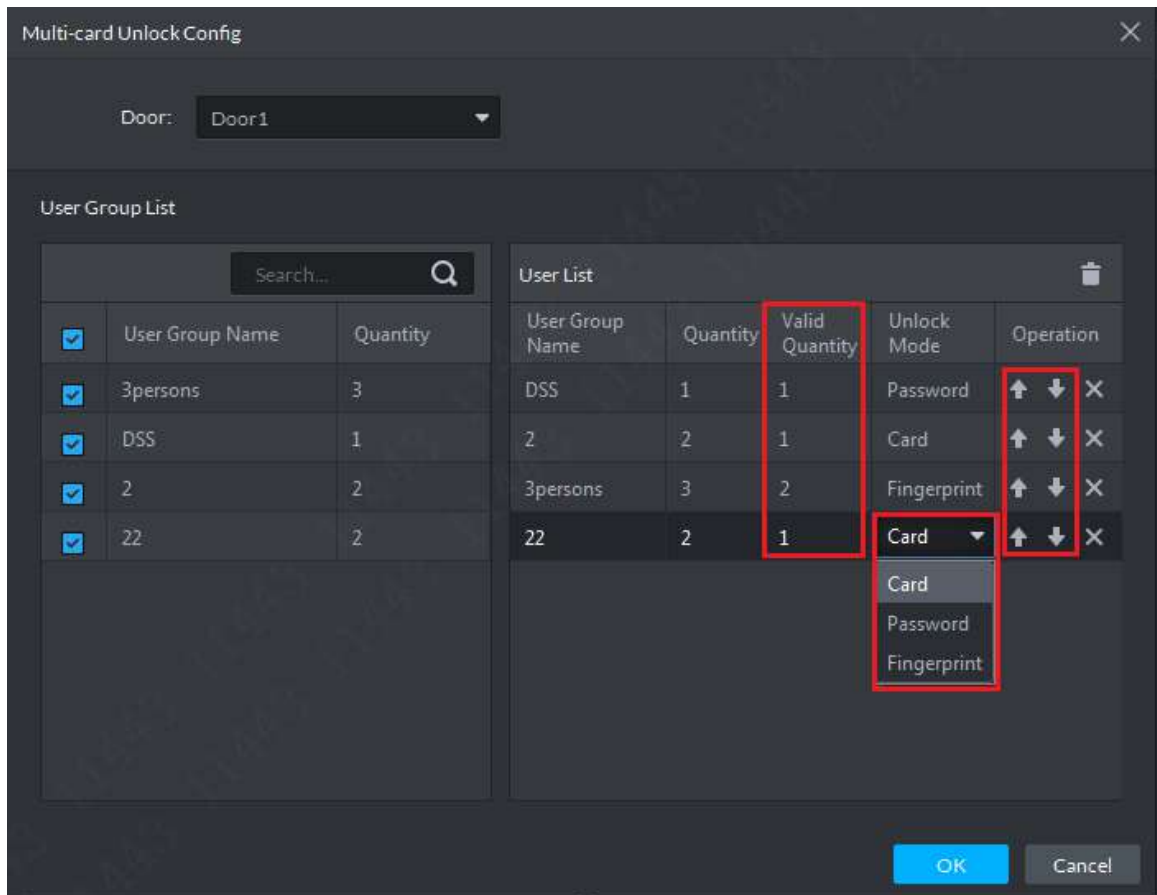 Multi-card Unlock Config
Door: Door1
User Group List
Search...
User List
User Group Name Quantity
User Group Name Quantity Valid Quantity Unlock Mode Operation
3persons 3
DSS 1 1 Password
DSS 1
2 2 1 Card
2 2
3persons 3 2 Fingerprint
22 2
22 2 1 Card
Card
Password
Fingerprint
OK Cancel